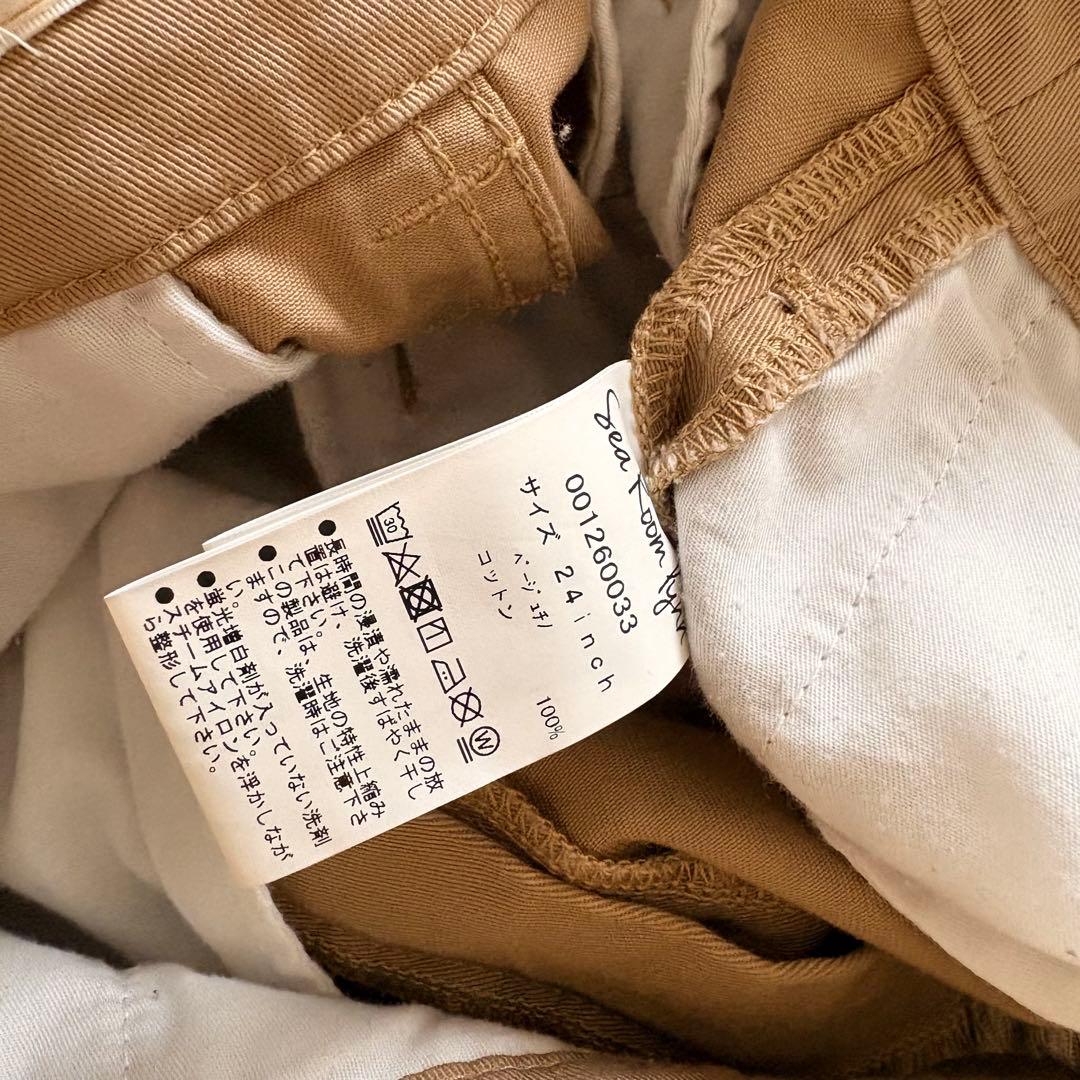 Sea Room lyn
001260033
サイズ 24inch
ベージュチノ
コットン 100%
30
W
●長時間の浸漬や濡れたままの放
置は避け、洗濯後すばやく干し
て下さい。
●この製品は、生地の特性上縮み
ますので、洗濯時はご注意下さ
い。
●蛍光増白剤が入っていない洗剤
を使用して下さい。
●スチームアイロンを浮かしなが
ら整形して下さい。